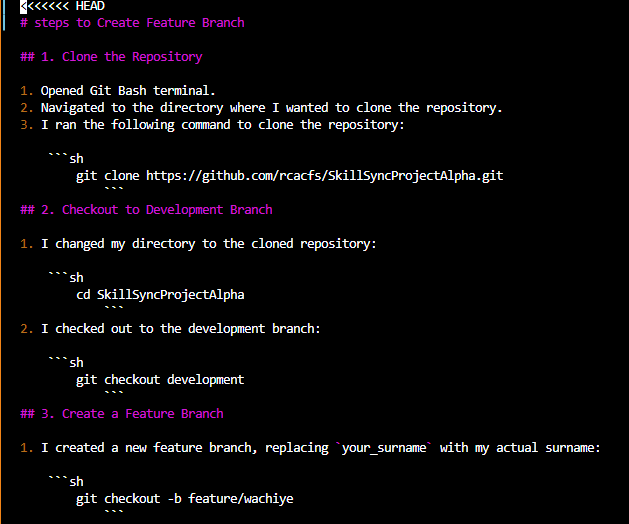 <<<<<<< HEAD
# steps to Create Feature Branch
## 1. Clone the Repository
1. Opened Git Bash terminal.
2. Navigated to the directory where I wanted to clone the repository.
3. I ran the following command to clone the repository:
```sh
git clone https://github.com/rcacfs/SkillSyncProjectAlpha.git
```
## 2. Checkout to Development Branch
1. I changed my directory to the cloned repository:
```sh
cd SkillSyncProjectAlpha
```
2. I checked out to the development branch:
```sh
git checkout development
```
## 3. Create a Feature Branch
1. I created a new feature branch, replacing `your_surname` with my actual surname:
```sh
git checkout -b feature/wachiye
```